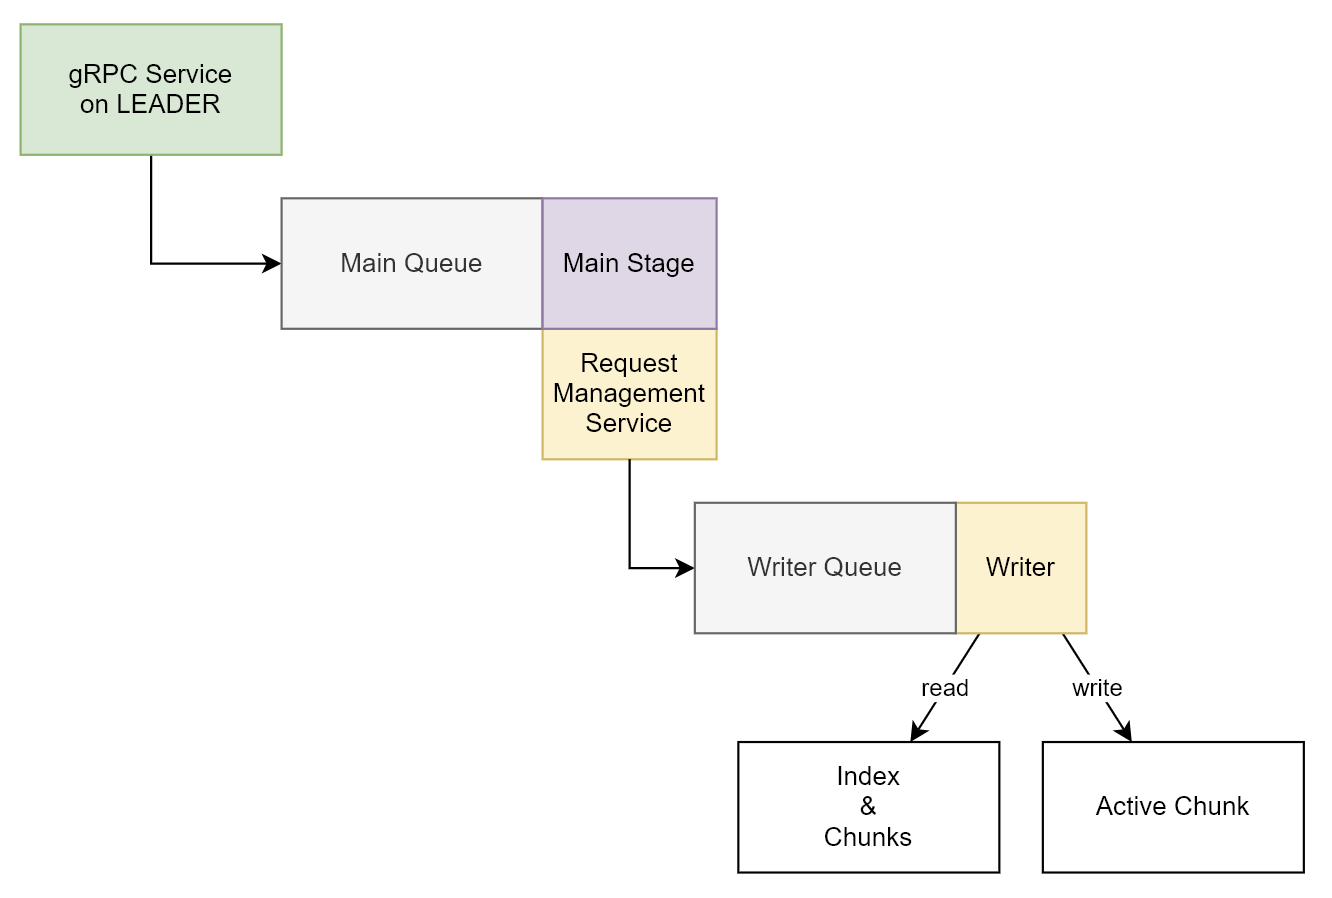 gRPC Service
on LEADER
Main Queue
Main Stage
Request
Management
Service
Writer Queue
Writer
read
write
Index
&
Chunks
Active Chunk